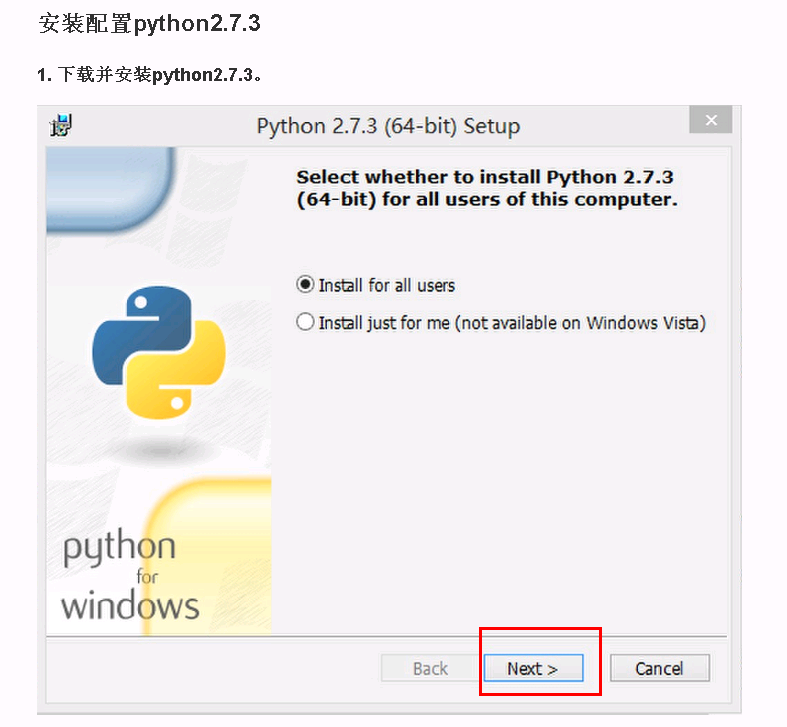 安装配置python2.7.3
1. 下载并安装python2.7.3。
Python 2.7.3 (64-bit) Setup
Select whether to install Python 2.7.3
(64-bit) for all users of this computer.
Install for all users
Install just for me (not available on Windows Vista)
python
for
windows
Back
Next >
Cancel